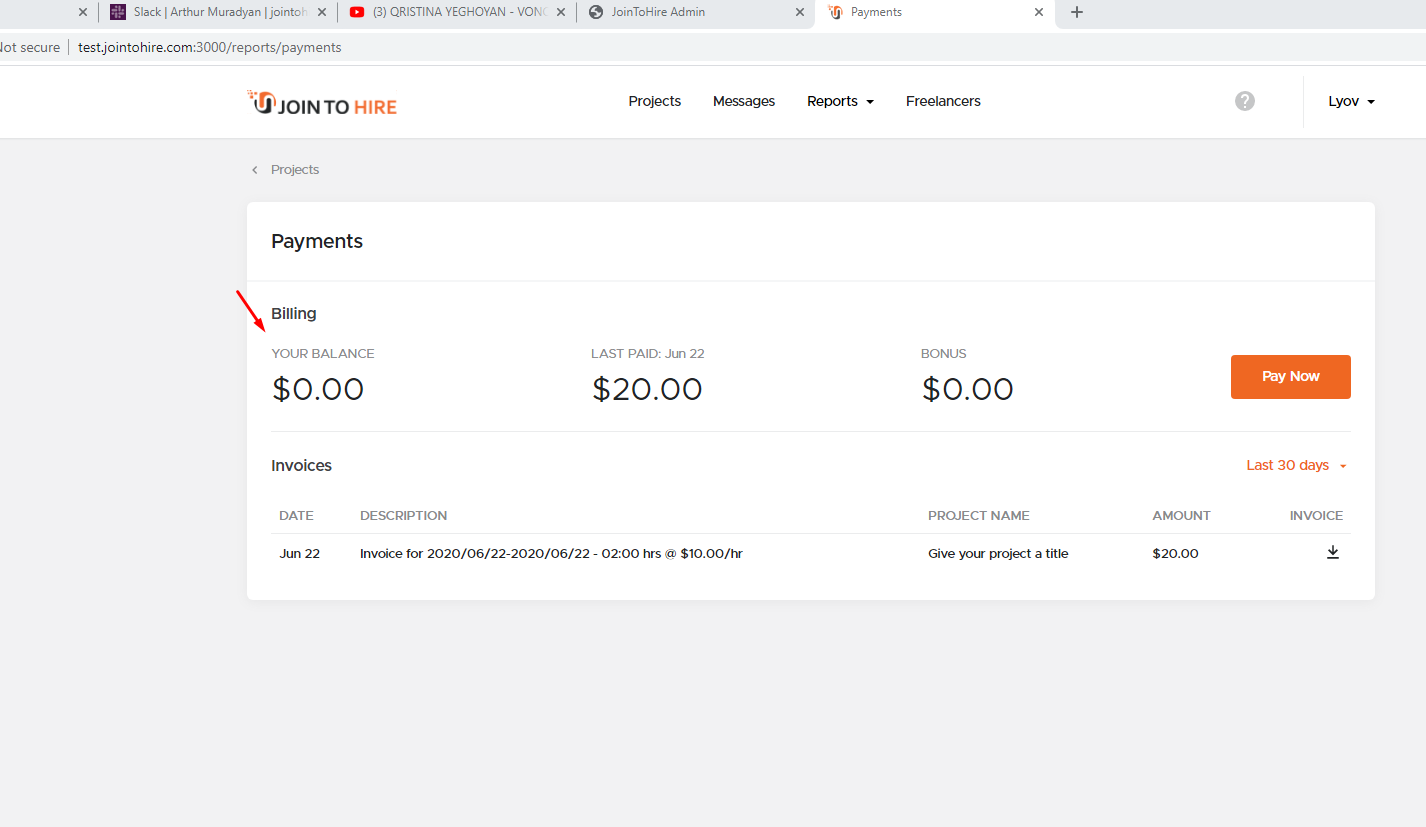 Slack | Arthur Muradyan | jointoh
(3) QRISTINA YEGHOYAN - VONC
JoinToHire Admin
Payments
Not secure | test.jointohire.com:3000/reports/payments
JOIN TO HIRE
Projects Messages Reports Freelancers ? Lyov
Projects
Payments
Billing
YOUR BALANCE LAST PAID: Jun 22 BONUS
$0.00 $20.00 $0.00 Pay Now
Invoices Last 30 days
DATE DESCRIPTION PROJECT NAME AMOUNT INVOICE
Jun 22 Invoice for 2020/06/22-2020/06/22 - 02:00 hrs @ $10.00/hr Give your project a title $20.00